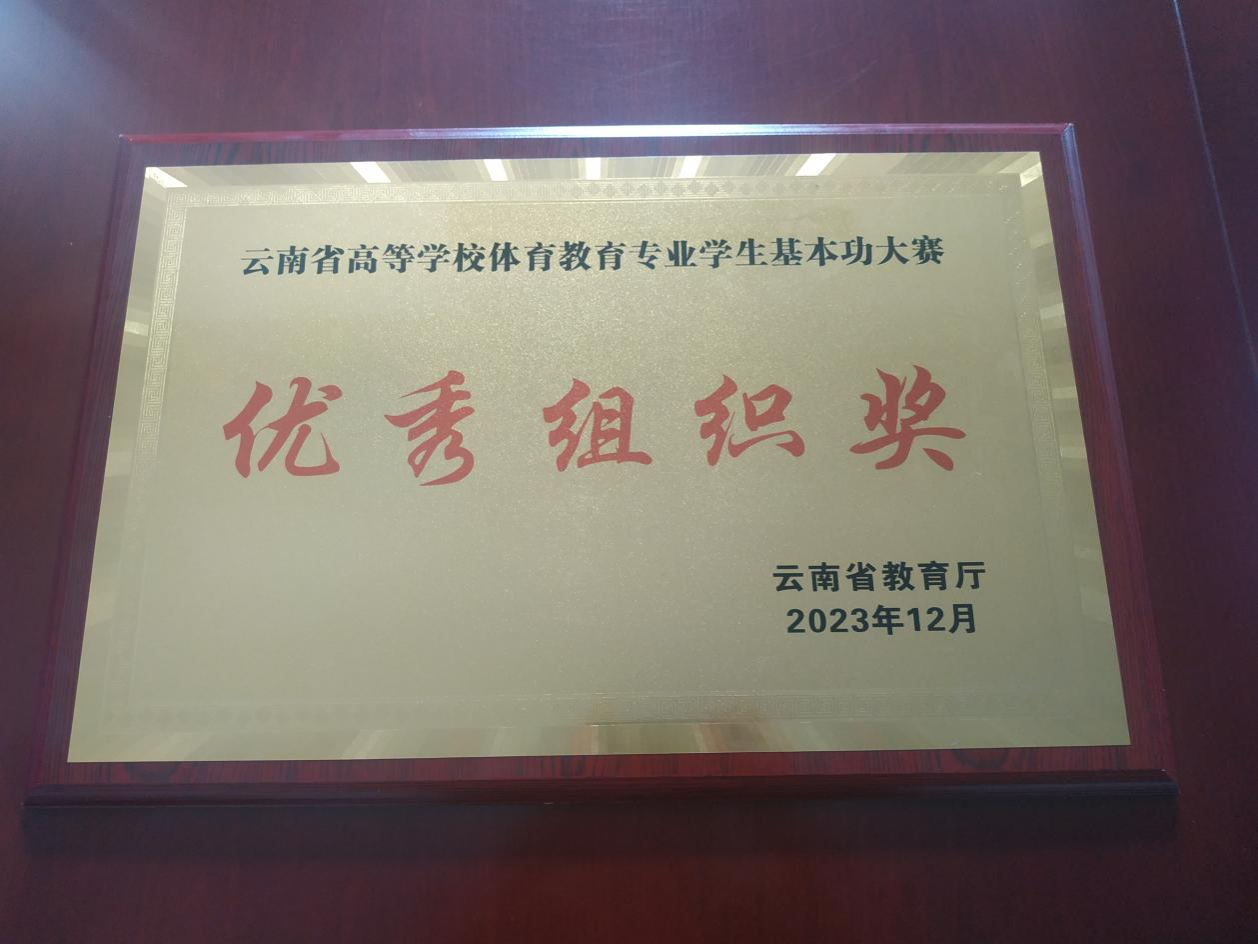 云南省高等学校体育教育专业学生基本功大赛
优秀组织奖
云南省教育厅
2023年12月